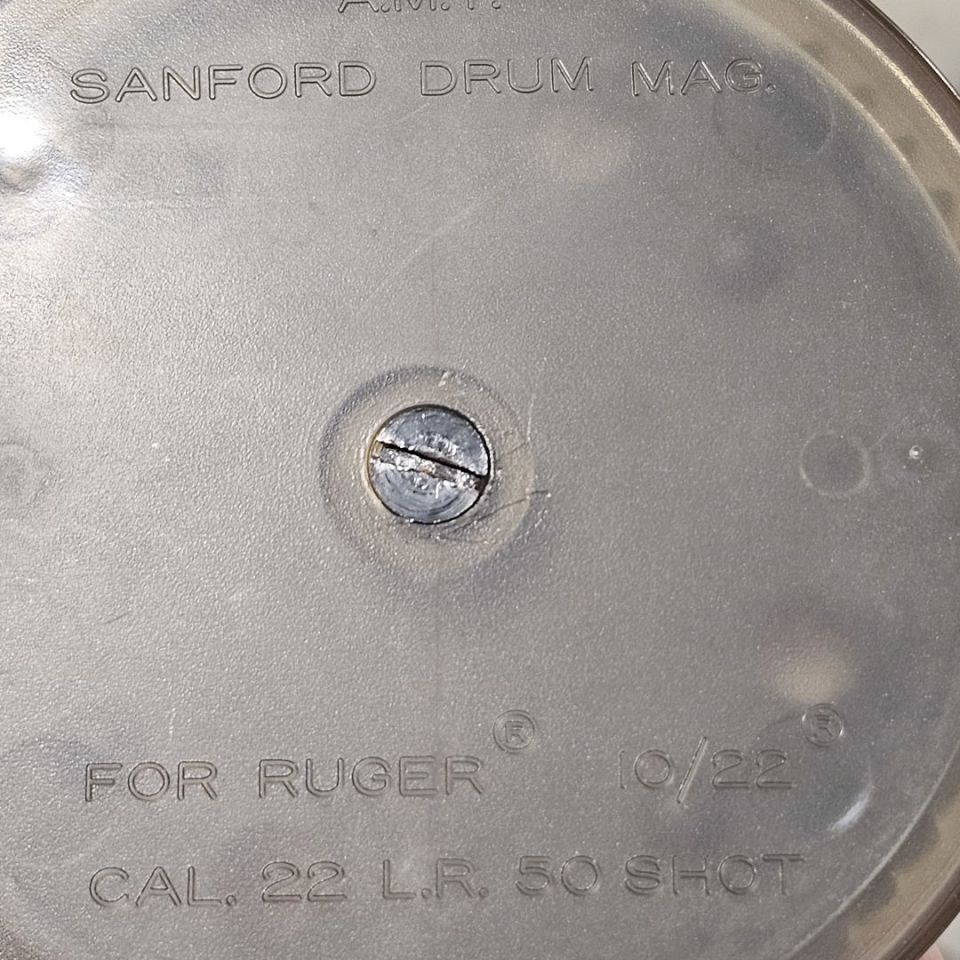 A.M.T.
SANFORD DRUM MAG.
FOR RUGER® 10/22®
CAL. 22 L.R. 50 SHOT